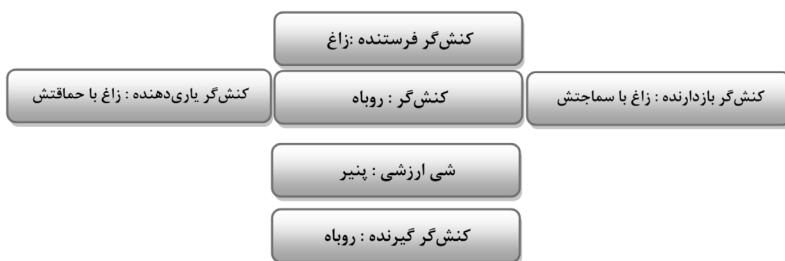 کنش‌گر فرستنده :زاغ
کنش‌گر بازدارنده : زاغ با سماجتش
کنش‌گر : روباه
کنش‌گر یاری‌دهنده : زاغ با حماقتش
شی ارزشی : پنیر
کنش‌گر گیرنده : روباه